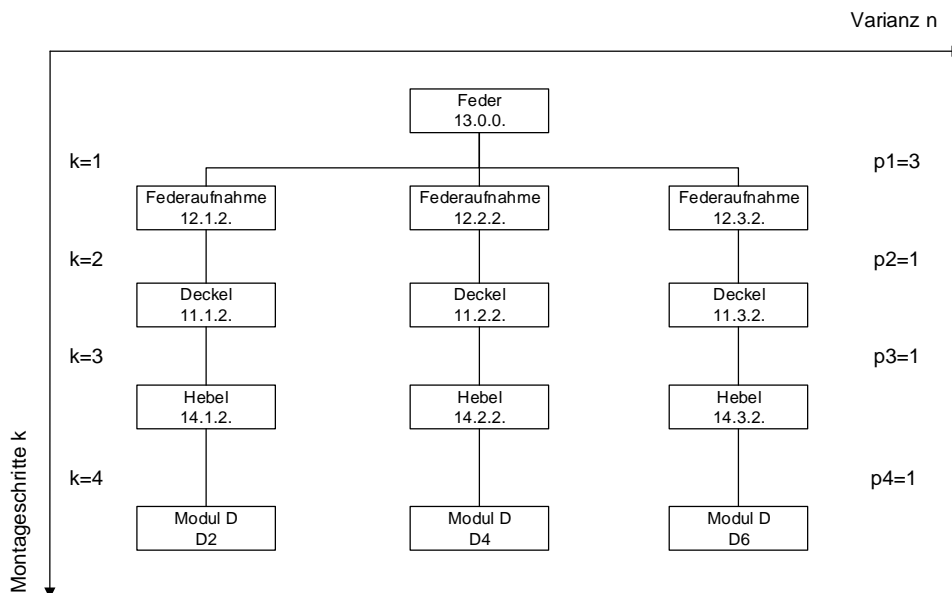 Varianz n
Feder
13.0.0.
k=1
p1=3
Federaufnahme
12.1.2.
Federaufnahme
12.2.2.
Federaufnahme
12.3.2.
k=2
p2=1
Deckel
11.1.2.
Deckel
11.2.2.
Deckel
11.3.2.
k=3
p3=1
Hebel
14.1.2.
Hebel
14.2.2.
Hebel
14.3.2.
k=4
p4=1
Modul D
D2
Modul D
D4
Modul D
D6
Montageschritte k